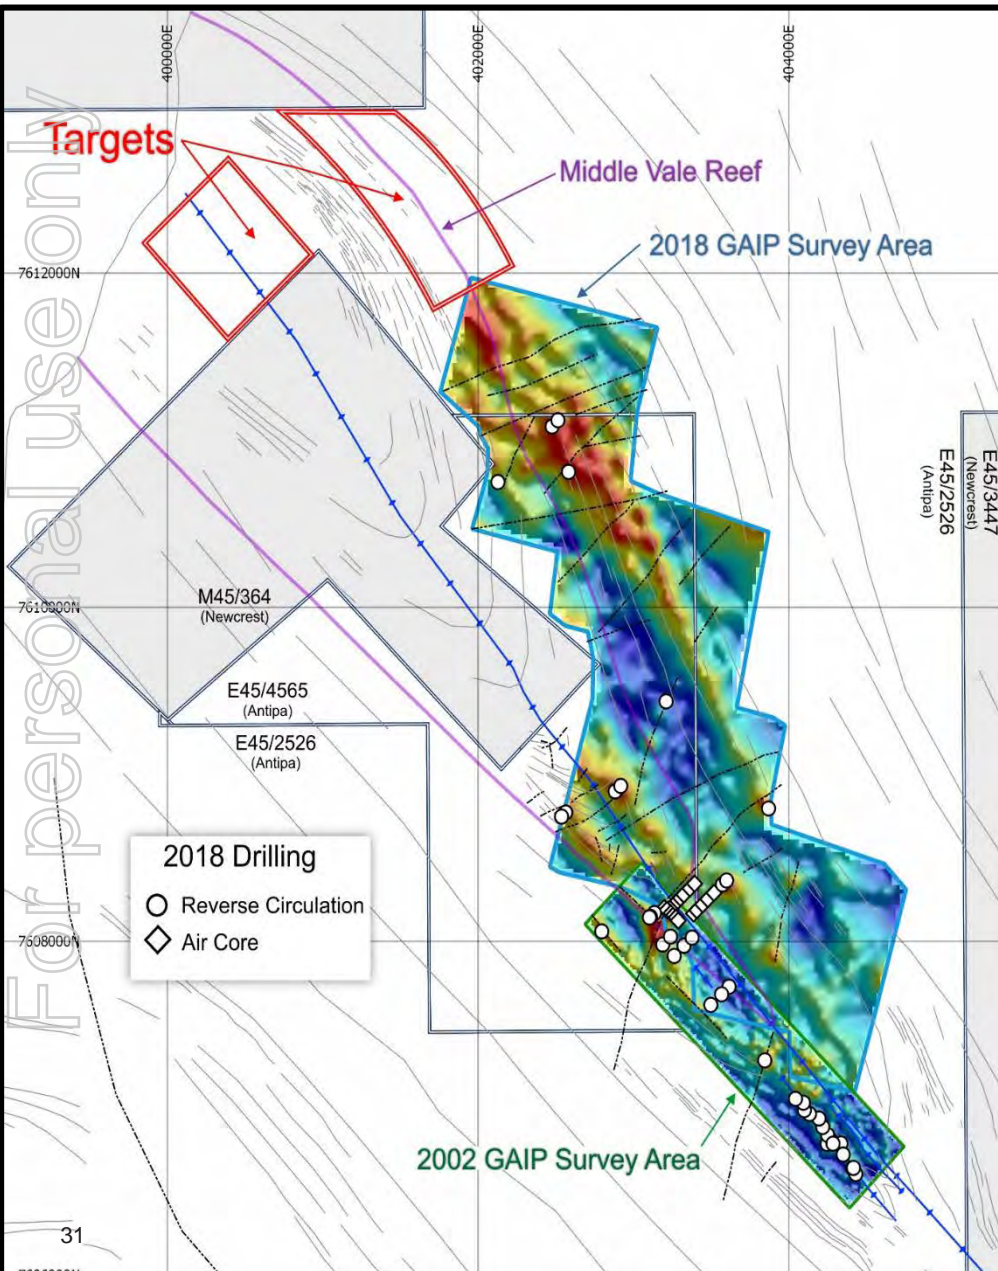 400000E
402000E
404000E
Targets
Middle Vale Reef
2018 GAIP Survey Area
7612000N
E45/3447
(Newcrest)
E45/2526
(Antipa)
M45/364
(Newcrest)
7610000N
E45/4565
(Antipa)
E45/2526
(Antipa)
2018 Drilling
Reverse Circulation
Air Core
7608000N
2002 GAIP Survey Area
31
For personal use only